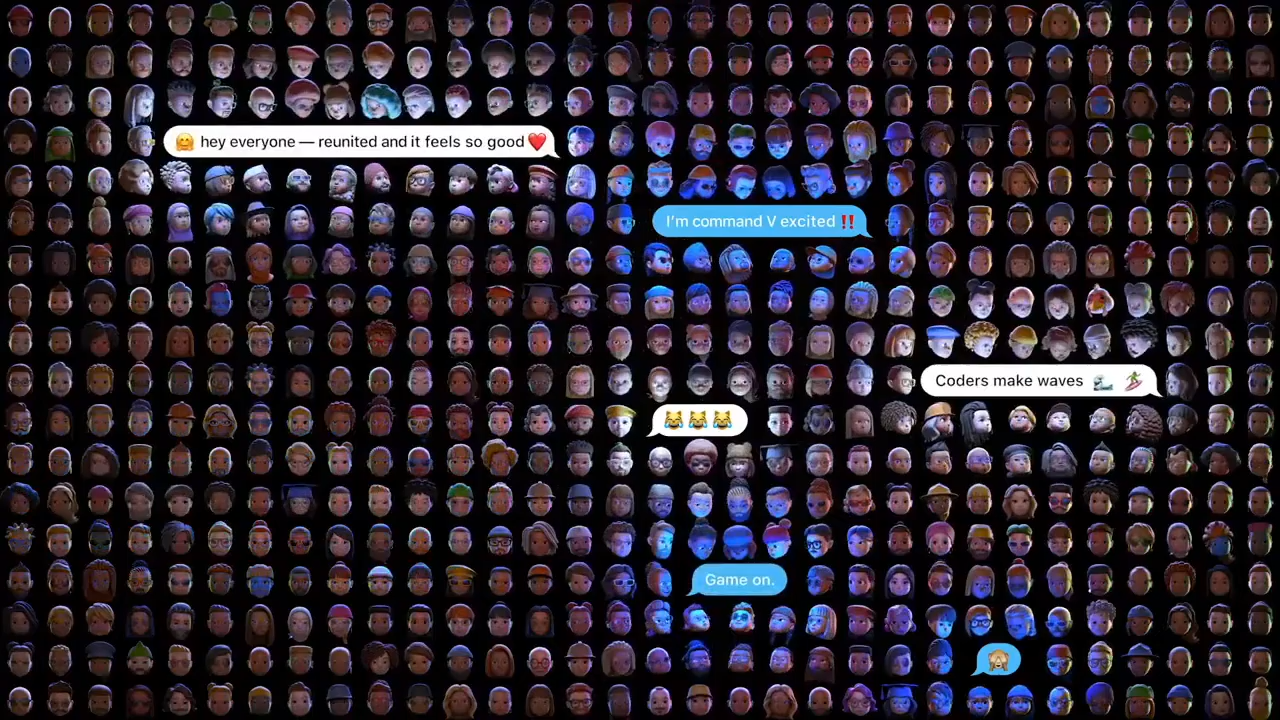 🤗 hey everyone — reunited and it feels so good ❤️
I'm command V excited ‼️
Coders make waves 🌊 🏄
😹 😹 😹
Game on.
🙈